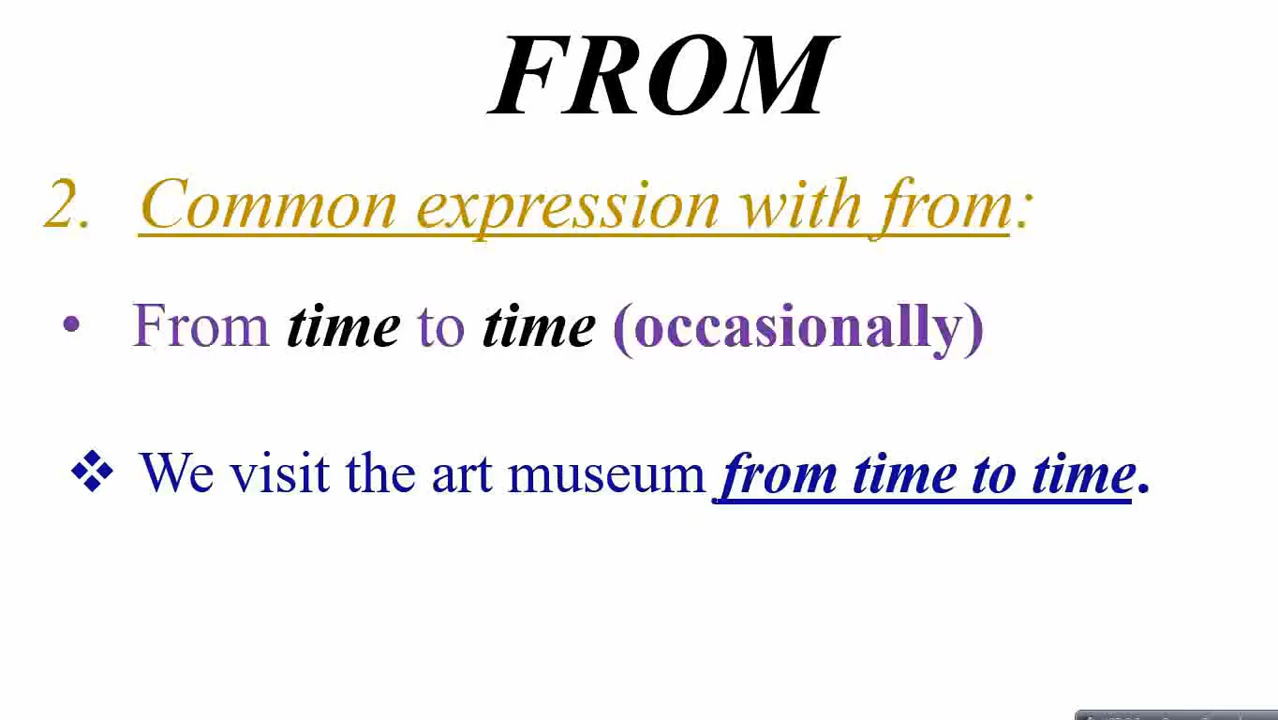 FROM
2. Common expression with from:
• From time to time (occasionally)
❖ We visit the art museum from time to time.